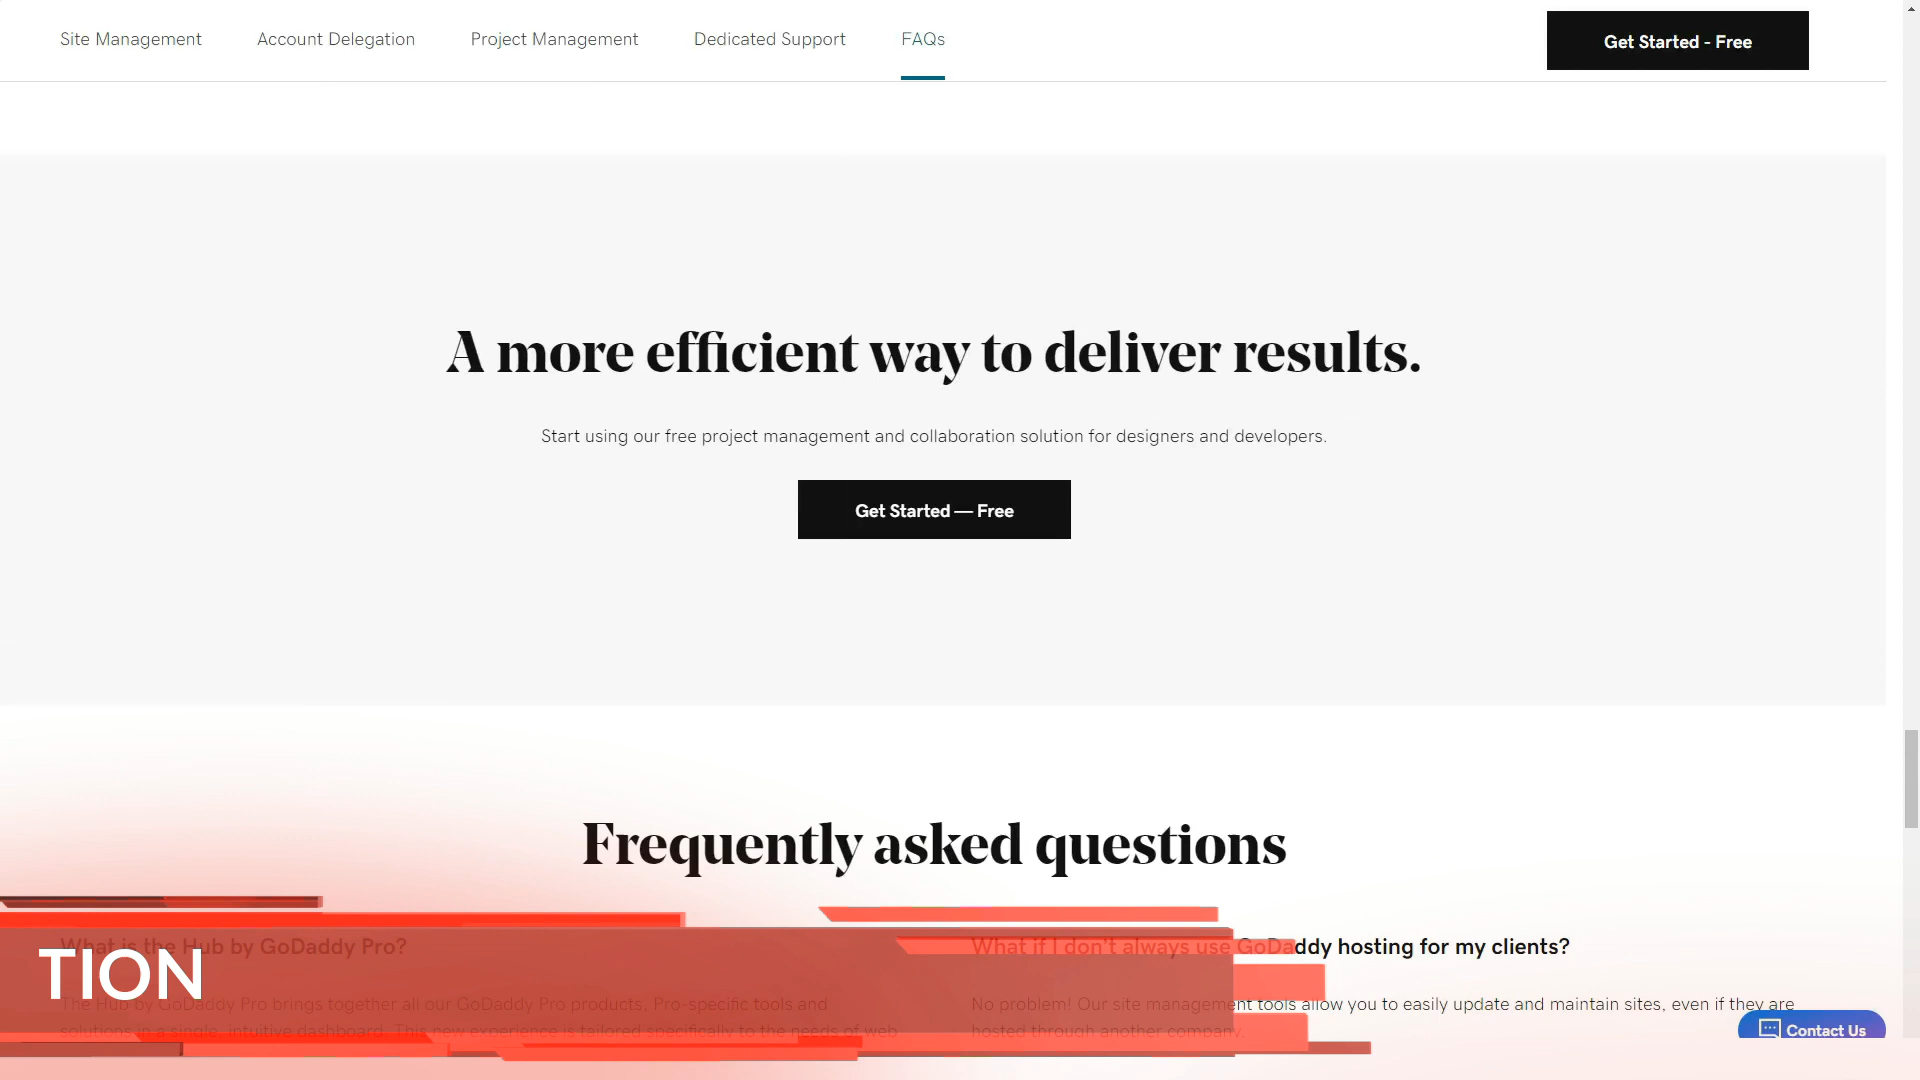 Site Management
Account Delegation
Project Management
Dedicated Support
FAQs
Get Started - Free
A more efficient way to deliver results.
Start using our free project management and collaboration solution for designers and developers.
Get Started — Free
Frequently asked questions
What is the Hub by GoDaddy Pro?
TION
The Hub by GoDaddy Pro brings together all our GoDaddy Pro products, Pro-specific tools and
solutions in a single, intuitive dashboard. This new experience is tailored specifically to the needs of web
What if I don't always use GoDaddy hosting for my clients?
No problem! Our site management tools allow you to easily update and maintain sites, even if they are
hosted through another company.
Contact Us